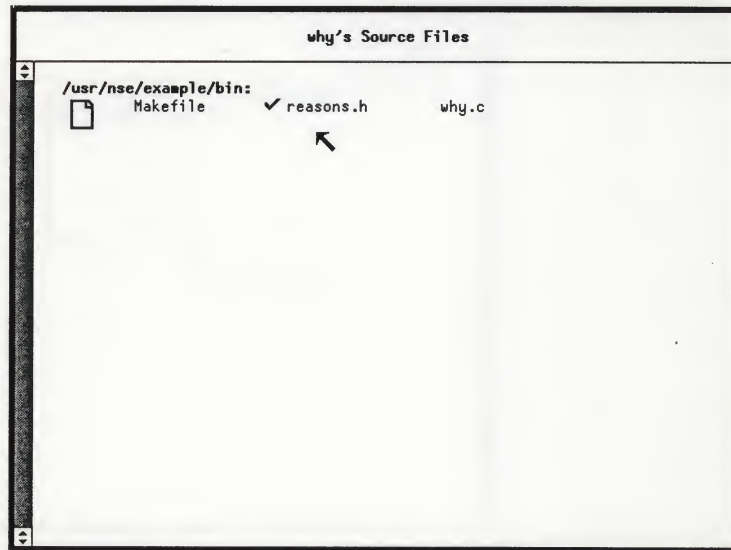 why's Source Files
/usr/nse/example/bin:
Makefile ✔ reasons.h why.c